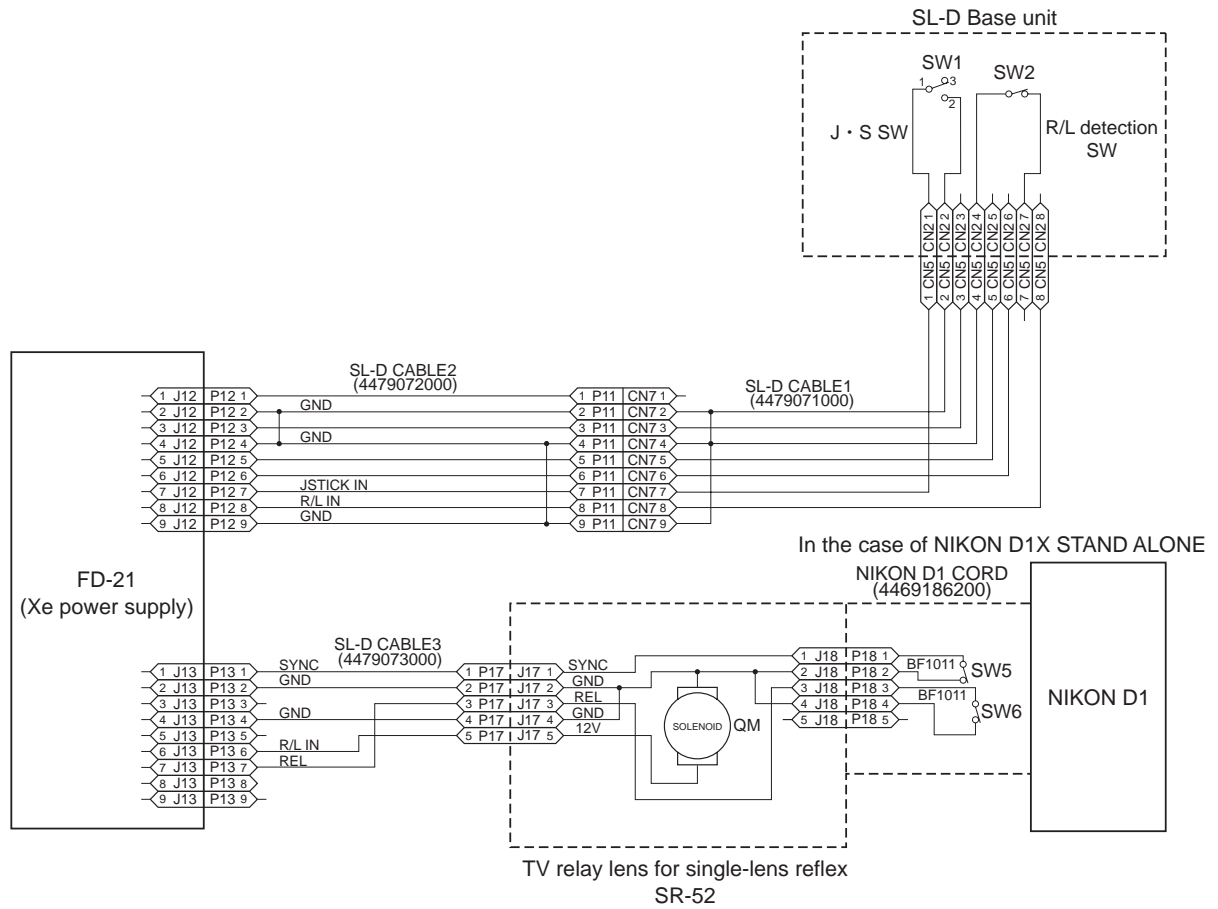 SL-D Base unit
SW1
SW2
1
3
2
J・S SW
R/L detection
SW
CN2 1
CN2 2
CN2 3
CN2 4
CN2 5
CN2 6
CN2 7
CN2 8
1 CN5
2 CN5
3 CN5
4 CN5
5 CN5
6 CN5
7 CN5
8 CN5
SL-D CABLE2
(4479072000)
SL-D CABLE1
(4479071000)
1 J12 P12 1
1 P11 CN7 1
GND
2 J12 P12 2
2 P11 CN7 2
3 J12 P12 3
3 P11 CN7 3
GND
4 J12 P12 4
4 P11 CN7 4
5 J12 P12 5
5 P11 CN7 5
6 J12 P12 6
6 P11 CN7 6
JSTICK IN
7 J12 P12 7
7 P11 CN7 7
R/L IN
8 J12 P12 8
8 P11 CN7 8
GND
9 J12 P12 9
9 P11 CN7 9
FD-21
(Xe power supply)
In the case of NIKON D1X STAND ALONE
NIKON D1 CORD
(4469186200)
SL-D CABLE3
(4479073000)
1 J13 P13 1
SYNC
2 J13 P13 2
GND
3 J13 P13 3
4 J13 P13 4
GND
5 J13 P13 5
6 J13 P13 6
R/L IN
7 J13 P13 7
REL
8 J13 P13 8
9 J13 P13 9
1 P17 J17 1
SYNC
2 P17 J17 2
GND
3 P17 J17 3
REL
4 P17 J17 4
GND
5 P17 J17 5
12V
SOLENOID
QM
1 J18 P18 1
2 J18 P18 2
3 J18 P18 3
4 J18 P18 4
5 J18 P18 5
BF1011
SW5
BF1011
SW6
NIKON D1
TV relay lens for single-lens reflex
SR-52